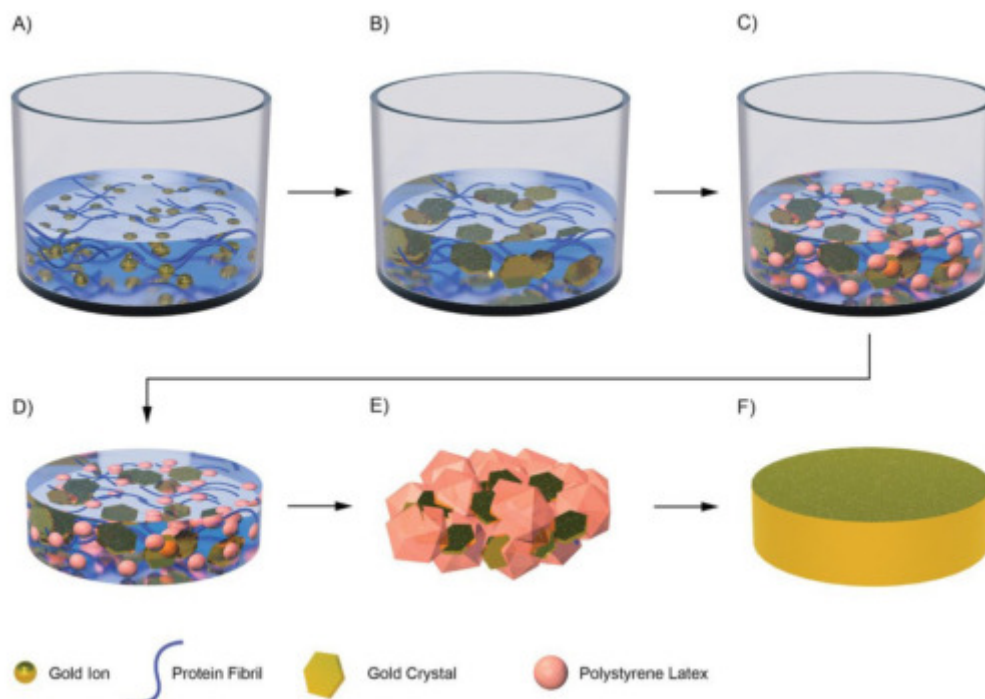 A)
B)
C)
D)
E)
F)
Gold Ion
Protein Fibril
Gold Crystal
Polystyrene Latex